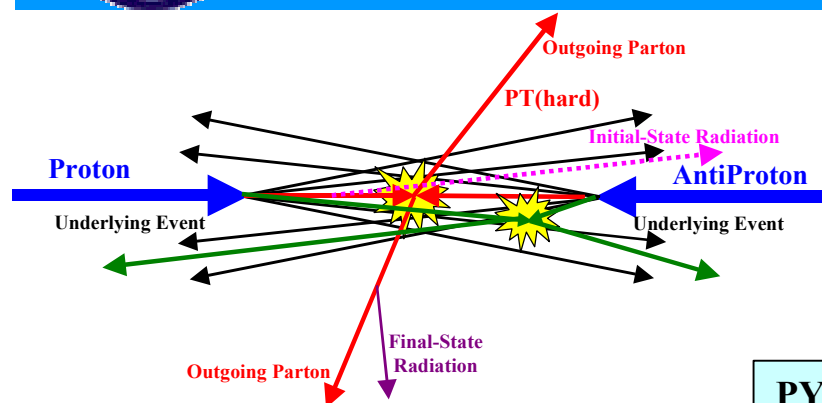 Outgoing Parton
PT(hard)
Initial-State Radiation
Proton
AntiProton
Underlying Event
Underlying Event
Final-State
Radiation
Outgoing Parton
PY